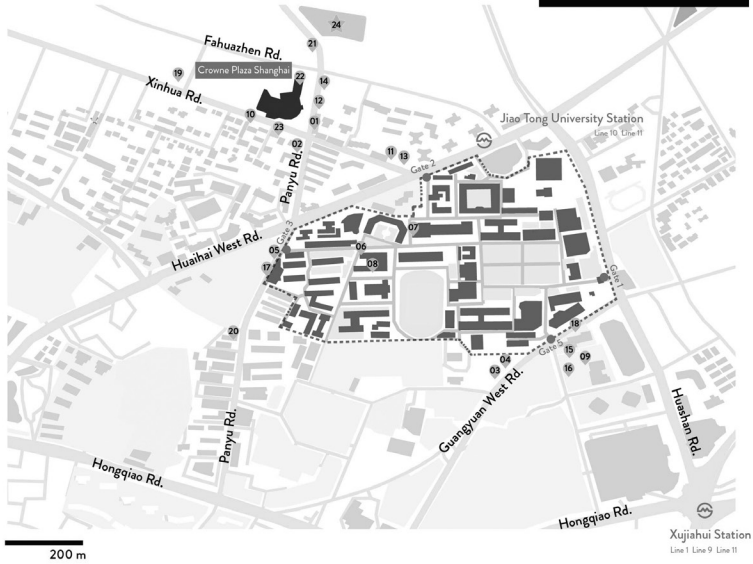 24
21
Fahuazhen Rd.
19
Crowne Plaza Shanghai
22
14
Xinhua Rd.
12
10
23
01
02
11
13
Jiao Tong University Station
Line 10 Line 11
Gate 2
Panyu Rd.
Huaihai West Rd.
Gate 3
05
06
07
17
08
Gate 1
20
18
Gate 5
15
09
04
03
16
Panyu Rd.
Guangyuan West Rd.
Huashan Rd.
Hongqiao Rd.
Hongqiao Rd.
Xujiahui Station
Line 1 Line 9 Line 11
200 m